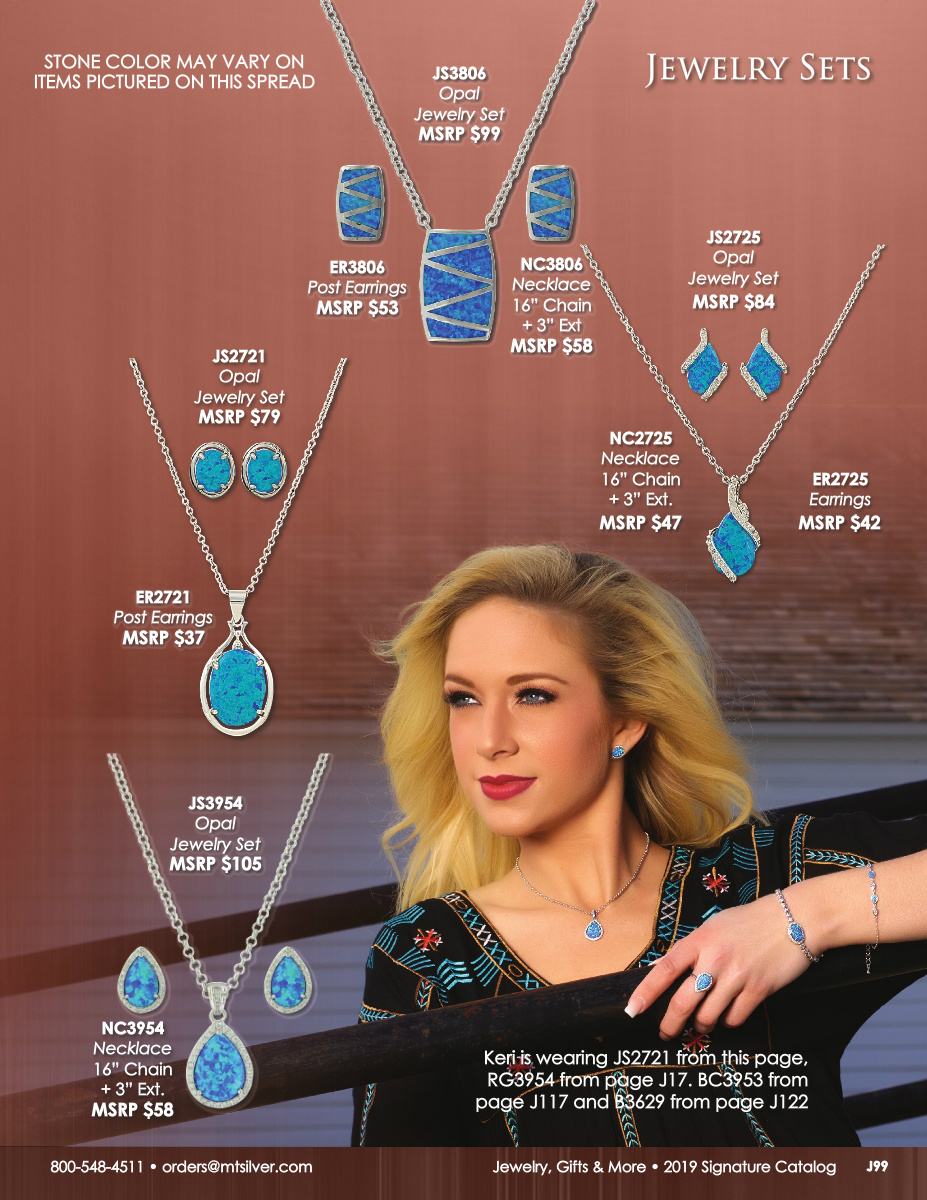 STONE COLOR MAY VARY ON
ITEMS PICTURED ON THIS SPREAD
JEWELRY SETS
JS3806
Opal
Jewelry Set
MSRP $99
ER3806
Post Earrings
MSRP $53
NC3806
Necklace
16” Chain
+ 3” Ext
MSRP $58
JS2725
Opal
Jewelry Set
MSRP $84
NC2725
Necklace
16” Chain
+ 3” Ext.
MSRP $47
ER2725
Earrings
MSRP $42
JS2721
Opal
Jewelry Set
MSRP $79
ER2721
Post Earrings
MSRP $37
JS3954
Opal
Jewelry Set
MSRP $105
NC3954
Necklace
16” Chain
+ 3” Ext.
MSRP $58
Keri is wearing JS2721 from this page,
RG3954 from page J17. BC3953 from
page J117 and B3629 from page J122
800-548-4511 • orders@mtsilver.com
Jewelry, Gifts & More • 2019 Signature Catalog J99